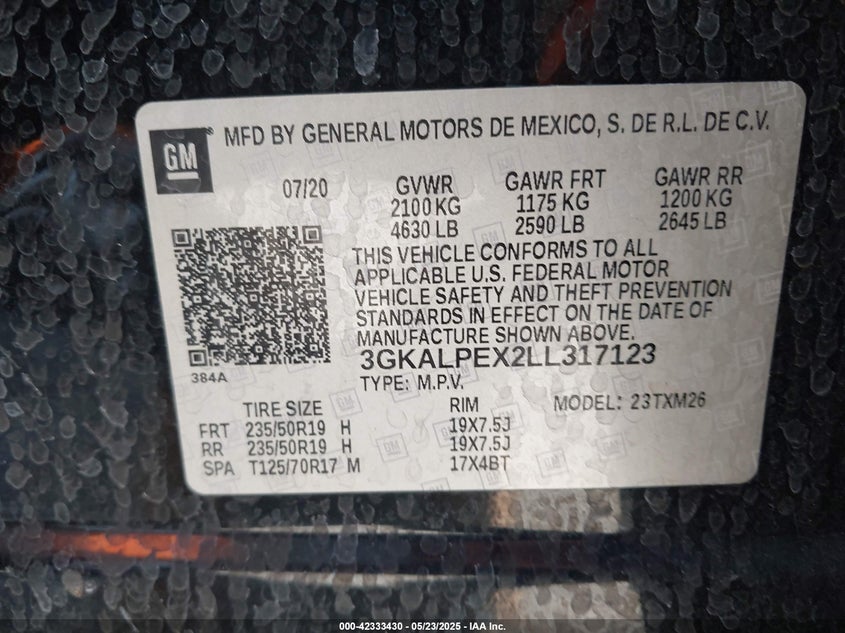 GM
MFD BY GENERAL MOTORS DE MEXICO, S. DE R.L. DE C.V.
07/20 GVWR GAWR FRT GAWR RR
2100 KG 1175 KG 1200 KG
4630 LB 2590 LB 2645 LB
THIS VEHICLE CONFORMS TO ALL
APPLICABLE U.S. FEDERAL MOTOR
VEHICLE SAFETY AND THEFT PREVENTION
STANDARDS IN EFFECT ON THE DATE OF
MANUFACTURE SHOWN ABOVE.
3GKALPEX2LL317123
384A
TYPE: M.P.V.
TIRE SIZE RIM MODEL: 23TXM26
FRT 235/50R19 H 19X7.5J
RR 235/50R19 H 19X7.5J
SPA T125/70R17 M 17X4BT
000-42333430 - 05/23/2025 - IAA Inc.